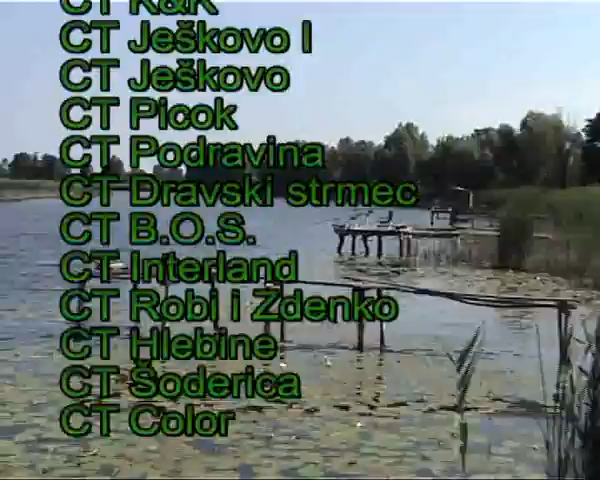 CT K&K
CT Ješkovo I
CT Ješkovo
CT Picok
CT Podravina
CT Dravski strmec
CT B.O.S.
CT Interland
CT Robi i Zdenko
CT Hlebine
CT Šoderica
CT Color